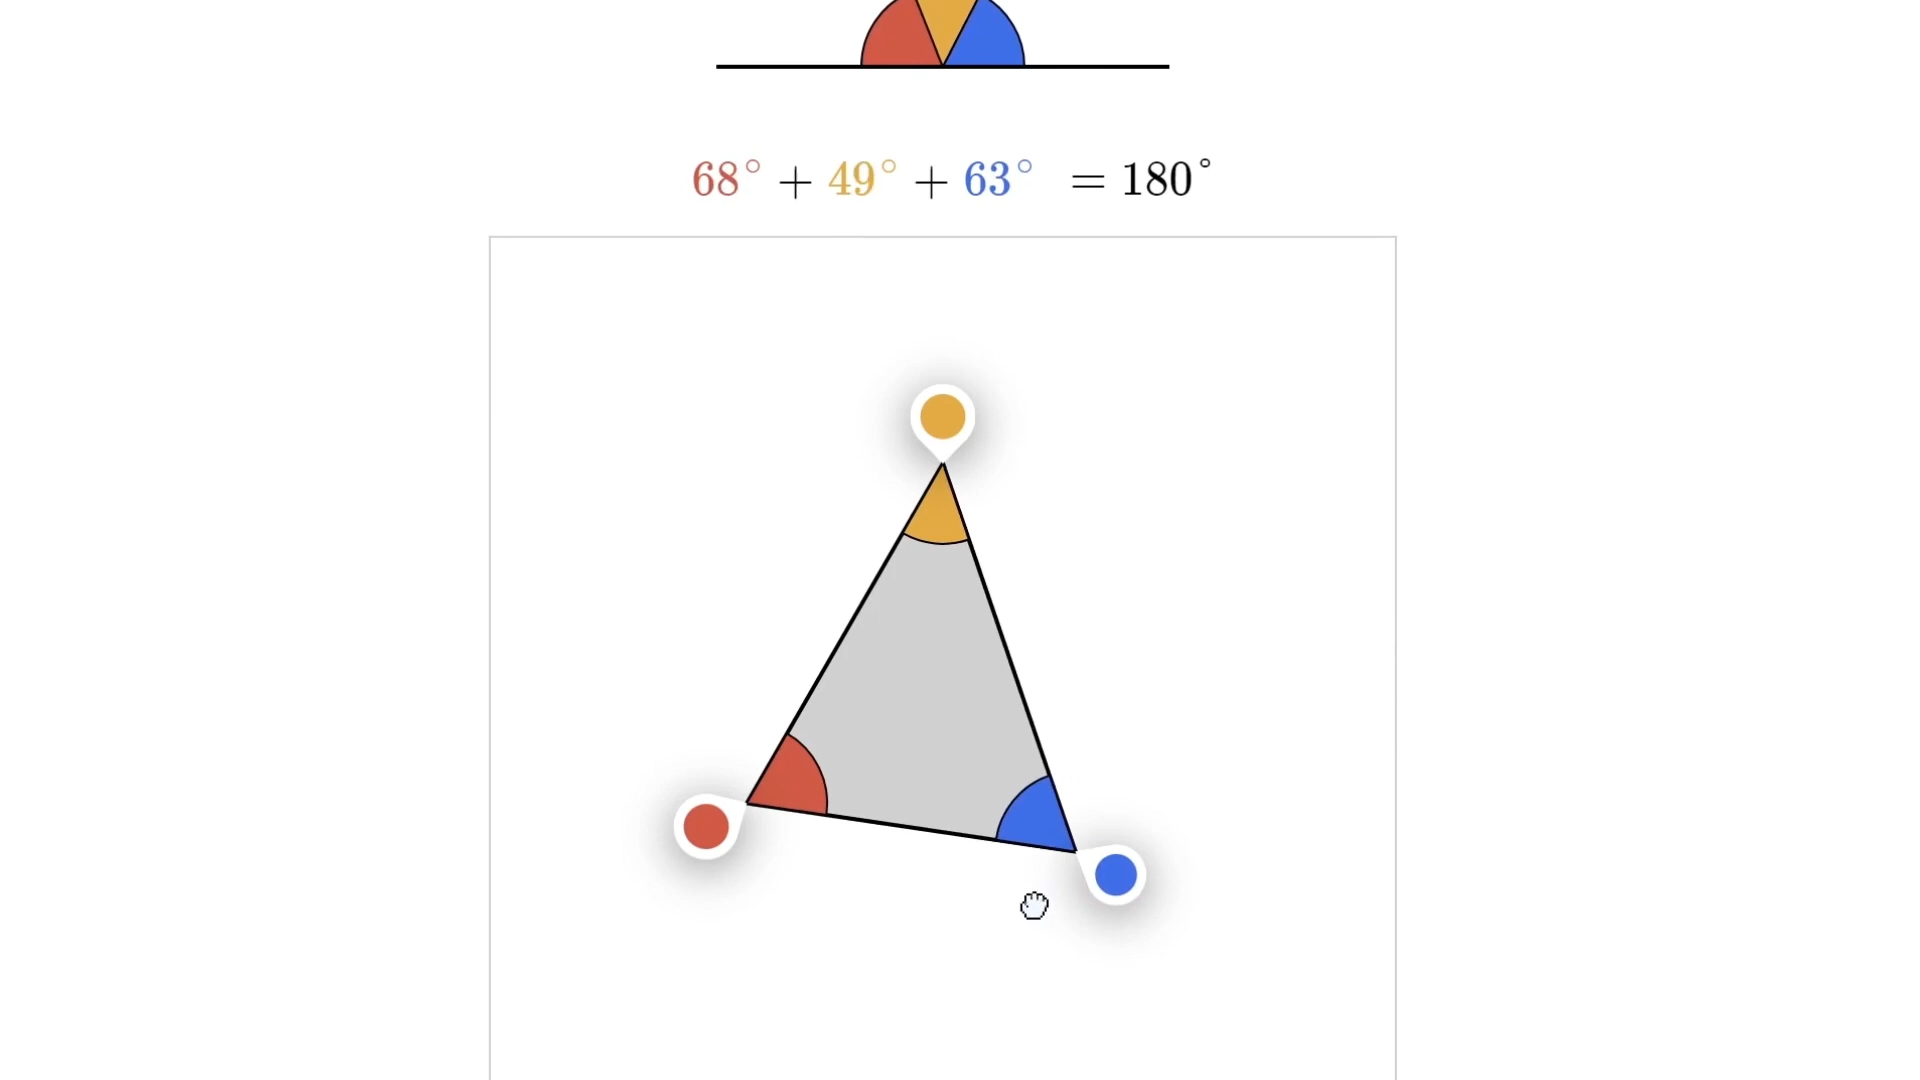 68° + 49° + 63° = 180°